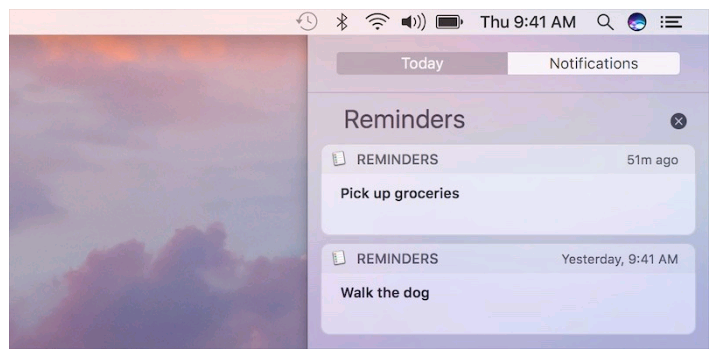 Thu 9:41 AM
Today Notifications
Reminders
REMINDERS 51m ago
Pick up groceries
REMINDERS Yesterday, 9:41 AM
Walk the dog